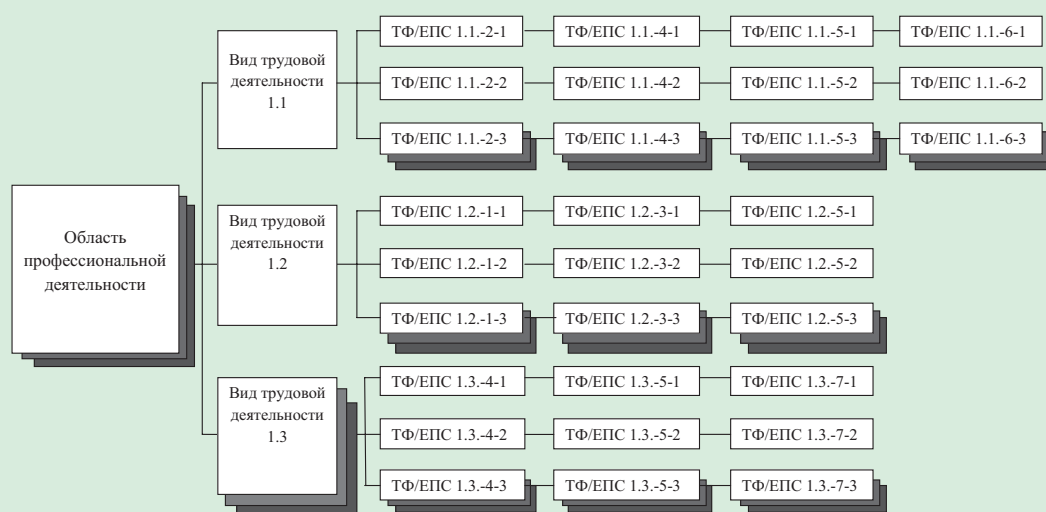 Область
профессиональной
деятельности
Вид трудовой
деятельности
1.1
ТФ/ЕПС 1.1.-2-1
ТФ/ЕПС 1.1.-4-1
ТФ/ЕПС 1.1.-5-1
ТФ/ЕПС 1.1.-6-1
ТФ/ЕПС 1.1.-2-2
ТФ/ЕПС 1.1.-4-2
ТФ/ЕПС 1.1.-5-2
ТФ/ЕПС 1.1.-6-2
ТФ/ЕПС 1.1.-2-3
ТФ/ЕПС 1.1.-4-3
ТФ/ЕПС 1.1.-5-3
ТФ/ЕПС 1.1.-6-3
Вид трудовой
деятельности
1.2
ТФ/ЕПС 1.2.-1-1
ТФ/ЕПС 1.2.-3-1
ТФ/ЕПС 1.2.-5-1
ТФ/ЕПС 1.2.-1-2
ТФ/ЕПС 1.2.-3-2
ТФ/ЕПС 1.2.-5-2
ТФ/ЕПС 1.2.-1-3
ТФ/ЕПС 1.2.-3-3
ТФ/ЕПС 1.2.-5-3
Вид трудовой
деятельности
1.3
ТФ/ЕПС 1.3.-4-1
ТФ/ЕПС 1.3.-5-1
ТФ/ЕПС 1.3.-7-1
ТФ/ЕПС 1.3.-4-2
ТФ/ЕПС 1.3.-5-2
ТФ/ЕПС 1.3.-7-2
ТФ/ЕПС 1.3.-4-3
ТФ/ЕПС 1.3.-5-3
ТФ/ЕПС 1.3.-7-3